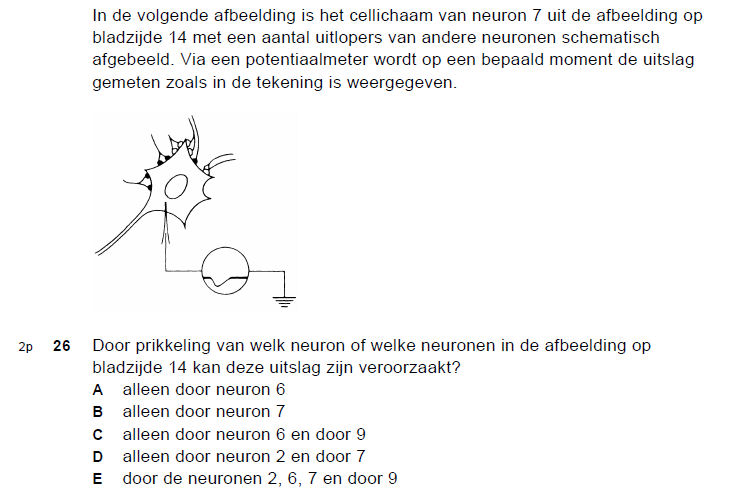 In de volgende afbeelding is het cellichaam van neuron 7 uit de afbeelding op
bladzijde 14 met een aantal uitlopers van andere neuronen schematisch
afgebeeld. Via een potentiaalmeter wordt op een bepaald moment de uitslag
gemeten zoals in de tekening is weergegeven.
2p 26 Door prikkeling van welk neuron of welke neuronen in de afbeelding op
bladzijde 14 kan deze uitslag zijn veroorzaakt?
A alleen door neuron 6
B alleen door neuron 7
C alleen door neuron 6 en door 9
D alleen door neuron 2 en door 7
E door de neuronen 2, 6, 7 en door 9